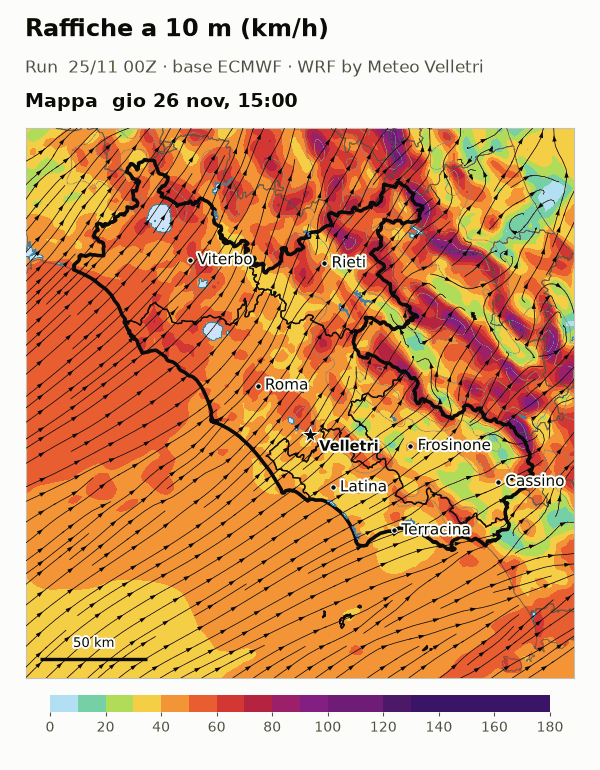 Raffiche a 10 m (km/h)
Run  25/11 00Z · base ECMWF · WRF by Meteo Velletri
Mappa  gio 26 nov, 15:00
Viterbo
Rieti
Roma
Velletri
Frosinone
Cassino
Latina
Terracina
50 km
0 20 40 60 80 100 120 140 160 180